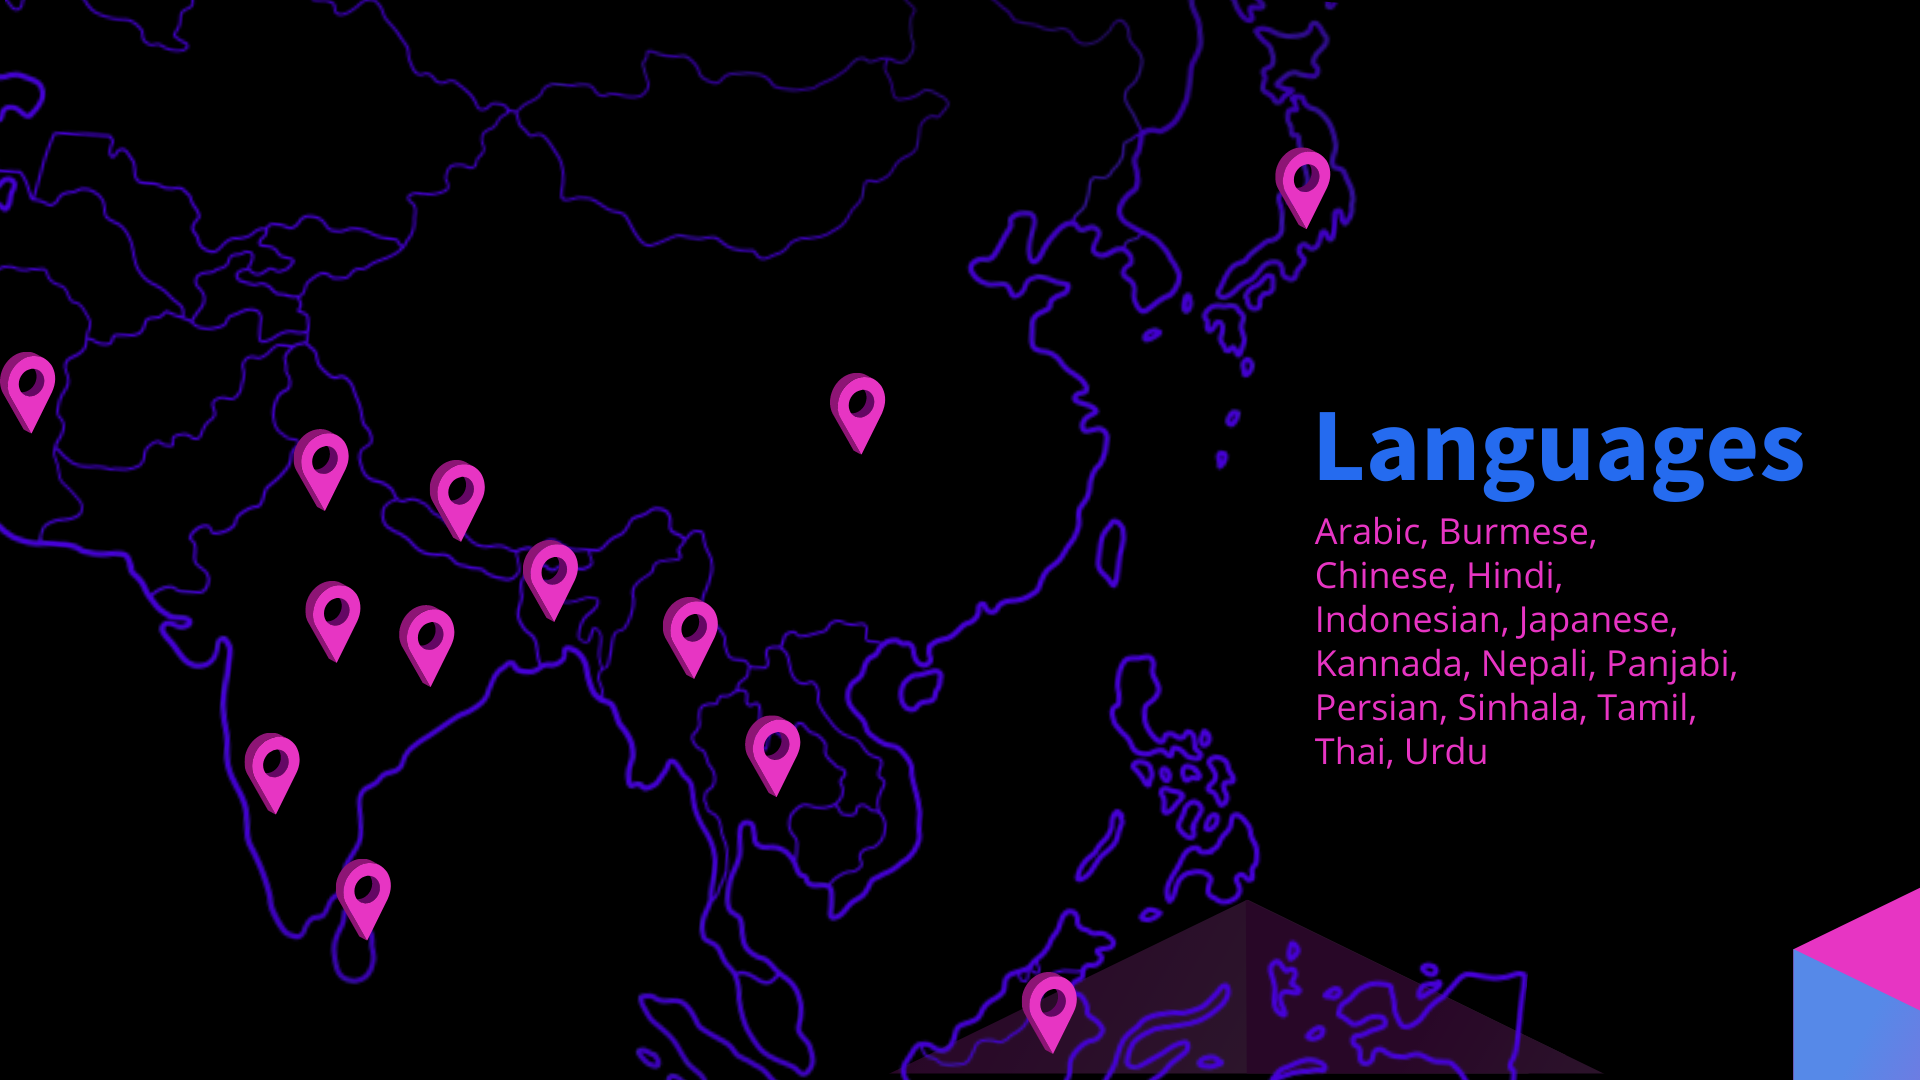 Languages
Arabic, Burmese,
Chinese, Hindi,
Indonesian, Japanese,
Kannada, Nepali, Panjabi,
Persian, Sinhala, Tamil,
Thai, Urdu